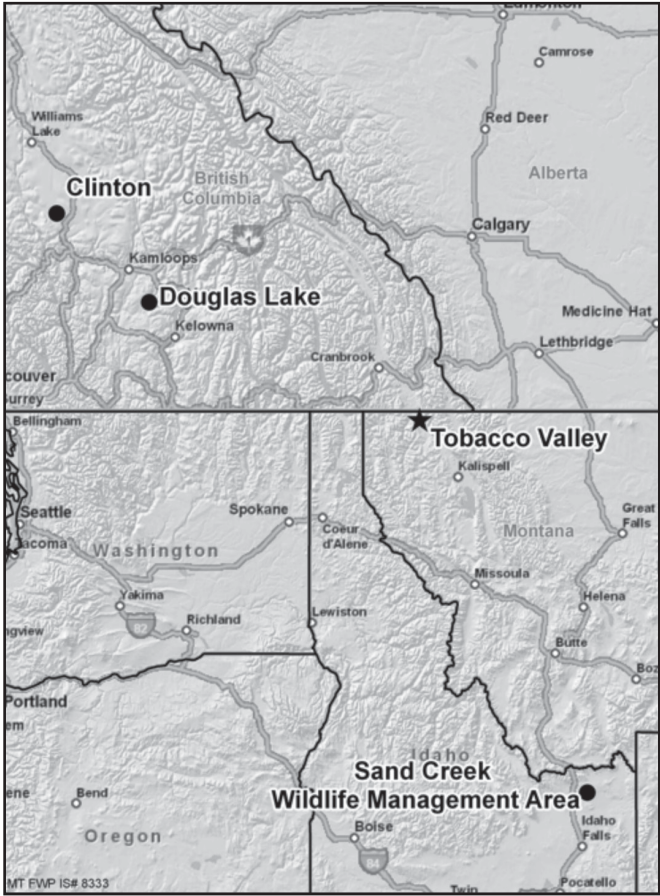 Edmonton
Camrose
Williams
Lake
Red Deer
British
Columbia
Alberta
Clinton
Calgary
Kamloops
Douglas Lake
Medicine Hat
Kelowna
Lethbridge
Cranbrook
couver
urrey
Bellingham
Tobacco Valley
Kalispell
Spokane
Seattle
Great
Falls
Coeur
d'Alene
Montana
acoma
Washington
Missoula
Yakima
Helena
Lewiston
Richland
ngview
Butte
Boz
Portland
em
Idaho
Sand Creek
Wildlife Management Area
ene
Bend
Idaho
Falls
Boise
Oregon
84
MT FWP IS# 8333
Twin
Pocatello